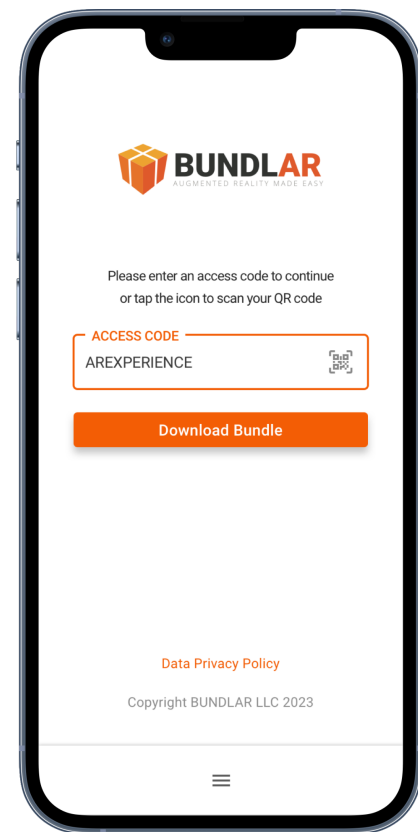 BUNDLAR
AUGMENTED REALITY MADE EASY
Please enter an access code to continue
or tap the icon to scan your QR code
ACCESS CODE
AREXPERIENCE
Download Bundle
Data Privacy Policy
Copyright BUNDLAR LLC 2023